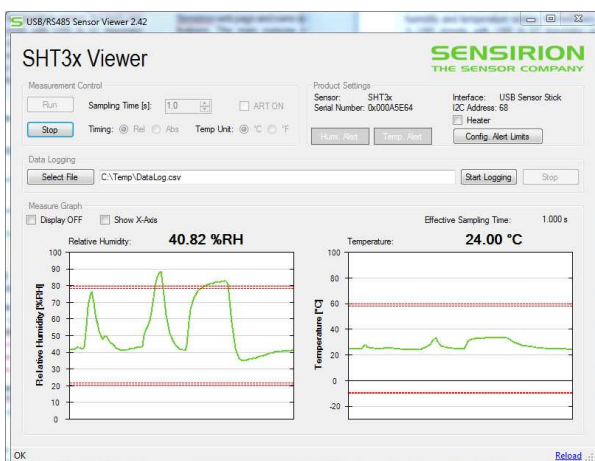 USB/RS485 Sensor Viewer 2.42
SHT3x Viewer
SENSIRION
THE SENSOR COMPANY
Measurement Control
Run Sampling Time [s]: 1.0 ART ON
Stop Timing: Rel Abs Temp Unit: °C °F
Product Settings
Sensor: SHT3x Interface: USB Sensor Stick
Serial Number: 0x000A5E64 I2C Address: 68
Heater
Hum. Alert Temp. Alert Config. Alert Limits
Data Logging
Select File C:\Temp\DataLog.csv Start Logging Stop
Measure Graph
Display OFF Show X-Axis Effective Sampling Time: 1.000 s
Relative Humidity: 40.82 %RH
100
90
80
70
60
50
40
30
20
10
0
Relative Humidity [%RH]
Temperature: 24.00 °C
100
80
60
40
20
0
-20
Temperature [°C]
OK Reload